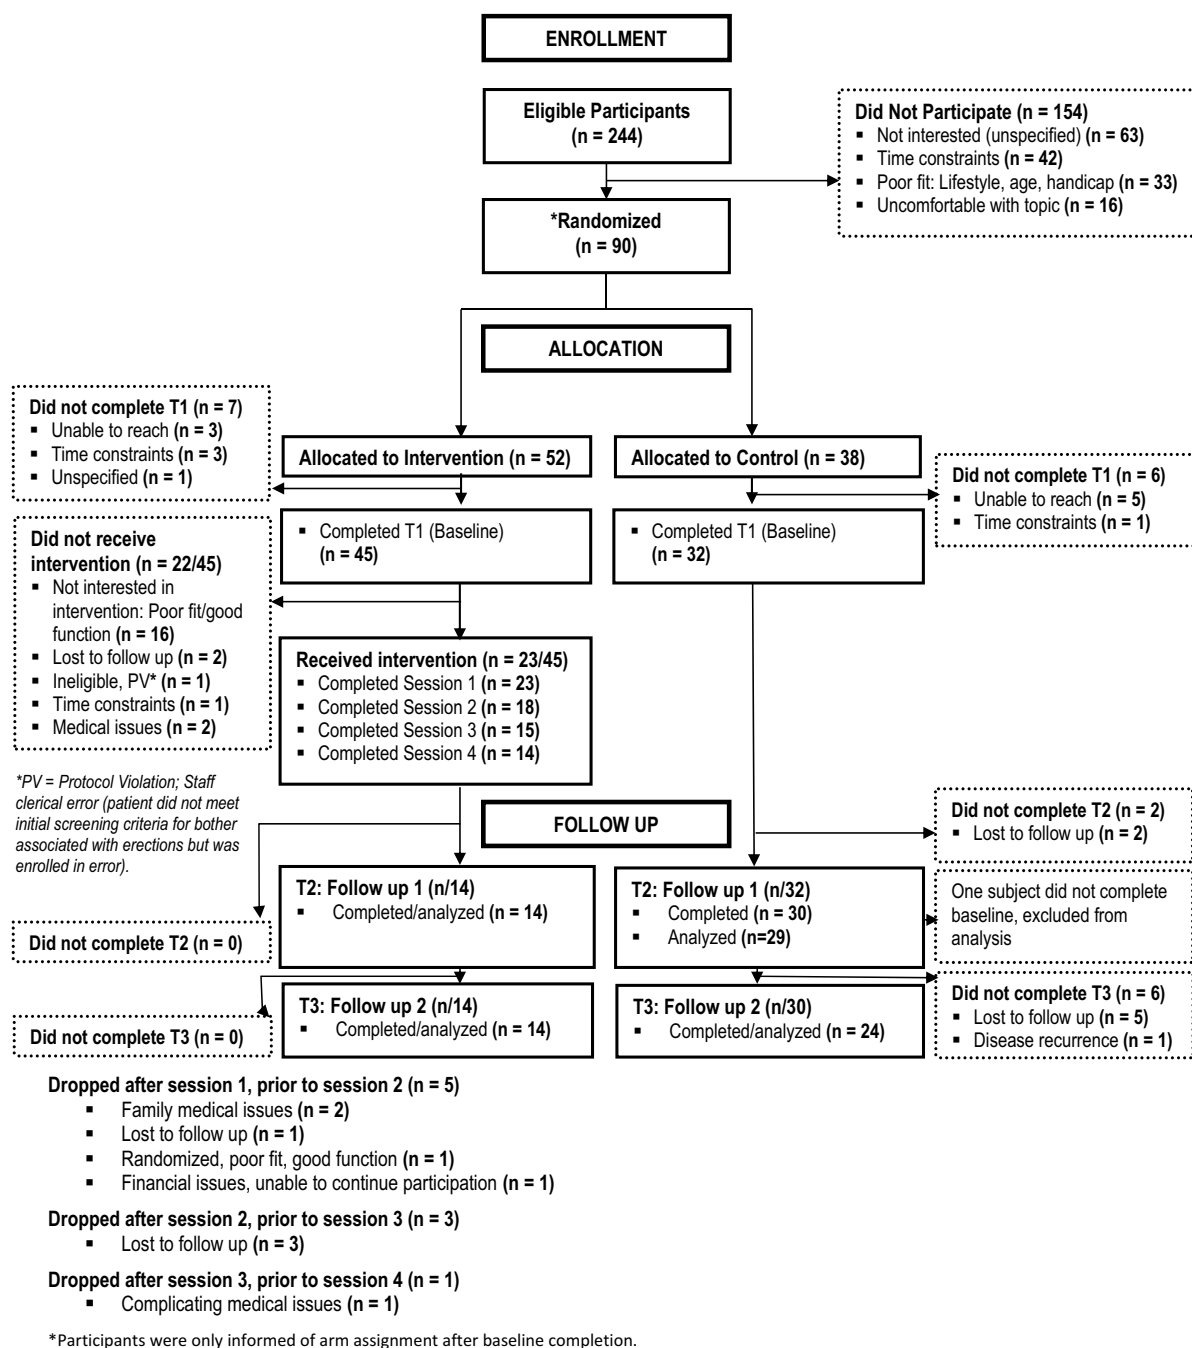 ENROLLMENT
Eligible Participants
(n = 244)
Did Not Participate (n = 154)
▪ Not interested (unspecified) (n = 63)
▪ Time constraints (n = 42)
▪ Poor fit: Lifestyle, age, handicap (n = 33)
▪ Uncomfortable with topic (n = 16)
*Randomized
(n = 90)
ALLOCATION
Did not complete T1 (n = 7)
▪ Unable to reach (n = 3)
▪ Time constraints (n = 3)
▪ Unspecified (n = 1)
Allocated to Intervention (n = 52)
Allocated to Control (n = 38)
Did not complete T1 (n = 6)
▪ Unable to reach (n = 5)
▪ Time constraints (n = 1)
▪ Completed T1 (Baseline)
(n = 45)
▪ Completed T1 (Baseline)
(n = 32)
Did not receive
intervention (n = 22/45)
▪ Not interested in
intervention: Poor fit/good
function (n = 16)
▪ Lost to follow up (n = 2)
▪ Ineligible, PV* (n = 1)
▪ Time constraints (n = 1)
▪ Medical issues (n = 2)
Received intervention (n = 23/45)
▪ Completed Session 1 (n = 23)
▪ Completed Session 2 (n = 18)
▪ Completed Session 3 (n = 15)
▪ Completed Session 4 (n = 14)
*PV = Protocol Violation; Staff
clerical error (patient did not meet
initial screening criteria for bother
associated with erections but was
enrolled in error).
FOLLOW UP
Did not complete T2 (n = 2)
▪ Lost to follow up (n = 2)
T2: Follow up 1 (n/14)
▪ Completed/analyzed (n = 14)
T2: Follow up 1 (n/32)
▪ Completed (n = 30)
▪ Analyzed (n=29)
One subject did not complete
baseline, excluded from
analysis
Did not complete T2 (n = 0)
T3: Follow up 2 (n/14)
▪ Completed/analyzed (n = 14)
T3: Follow up 2 (n/30)
▪ Completed/analyzed (n = 24)
Did not complete T3 (n = 6)
▪ Lost to follow up (n = 5)
▪ Disease recurrence (n = 1)
Did not complete T3 (n = 0)
Dropped after session 1, prior to session 2 (n = 5)
▪ Family medical issues (n = 2)
▪ Lost to follow up (n = 1)
▪ Randomized, poor fit, good function (n = 1)
▪ Financial issues, unable to continue participation (n = 1)
Dropped after session 2, prior to session 3 (n = 3)
▪ Lost to follow up (n = 3)
Dropped after session 3, prior to session 4 (n = 1)
▪ Complicating medical issues (n = 1)
*Participants were only informed of arm assignment after baseline completion.